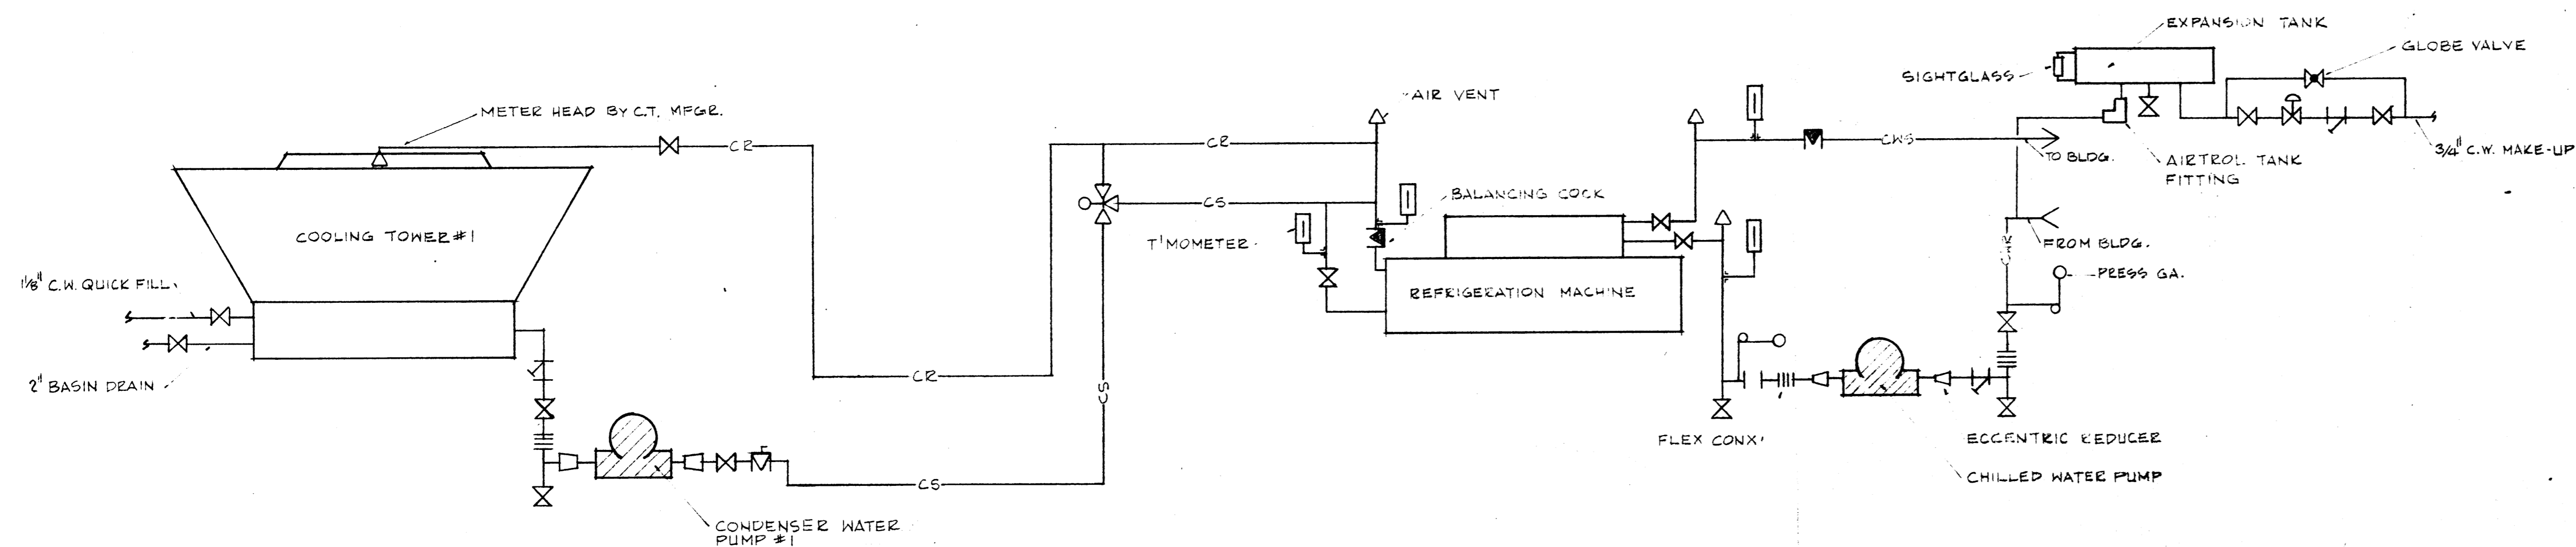 EXPANSION TANK
GLOBE VALVE
SIGHTGLASS
AIR VENT
METER HEAD BY C.T. MFGR.
CR
CR
CWS
TO BLDG.
AIRTROL TANK
FITTING
3/4" C.W. MAKE-UP
BALANCING COCK
CS
COOLING TOWER #1
T'MOMETER
FROM BLDG.
CWR
PRESS GA.
1 1/8" C.W. QUICK FILL
REFRIGERATION MACHINE
2" BASIN DRAIN
CR
CS
FLEX CONX'
ECCENTRIC REDUCER
CHILLED WATER PUMP
CS
CONDENSER WATER
PUMP #1